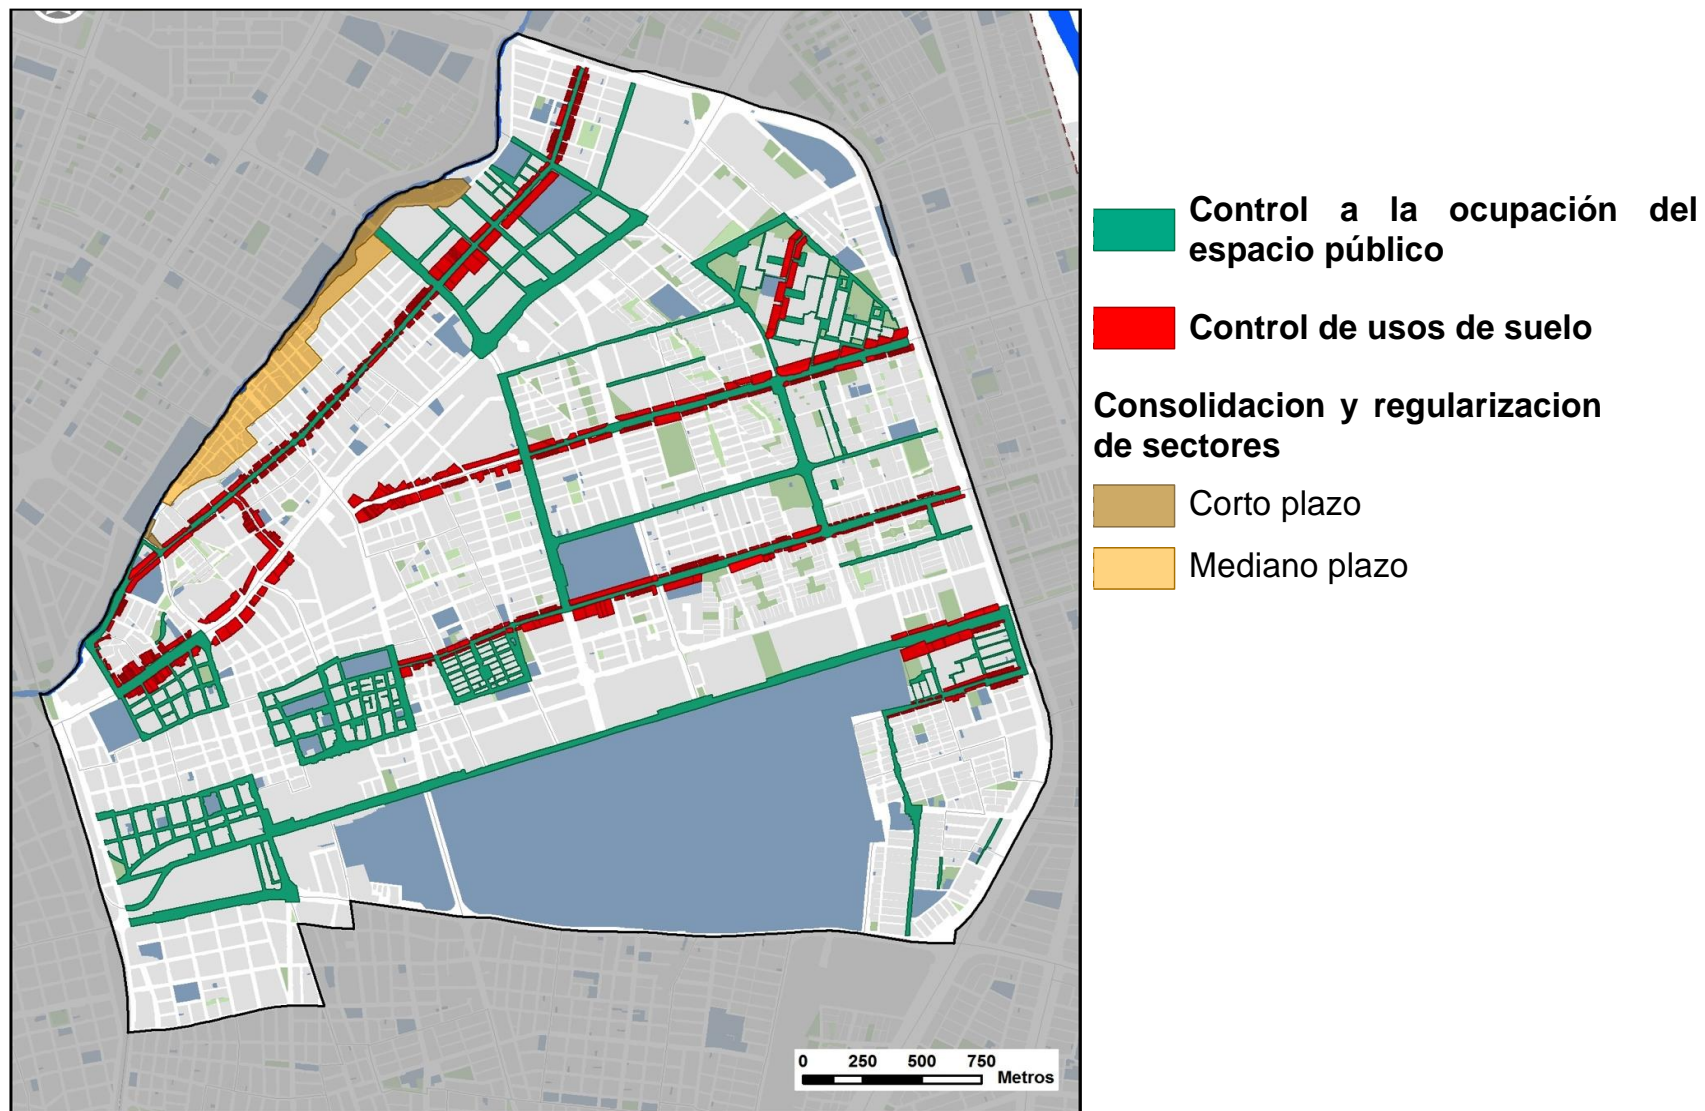 Control a la ocupación del
espacio público
Control de usos de suelo
Consolidacion y regularizacion
de sectores
Corto plazo
Mediano plazo
0 250 500 750
Metros